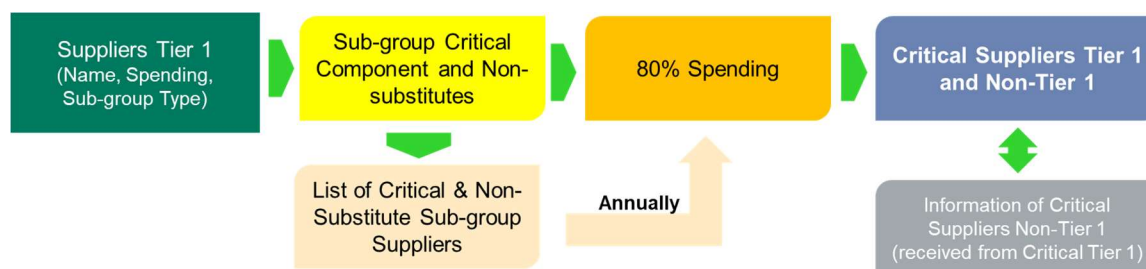 Suppliers Tier 1
(Name, Spending,
Sub-group Type)
Sub-group Critical
Component and Non-
substitutes
80% Spending
Critical Suppliers Tier 1
and Non-Tier 1
List of Critical & Non-
Substitute Sub-group
Suppliers
Annually
Information of Critical
Suppliers Non-Tier 1
(received from Critical Tier 1)